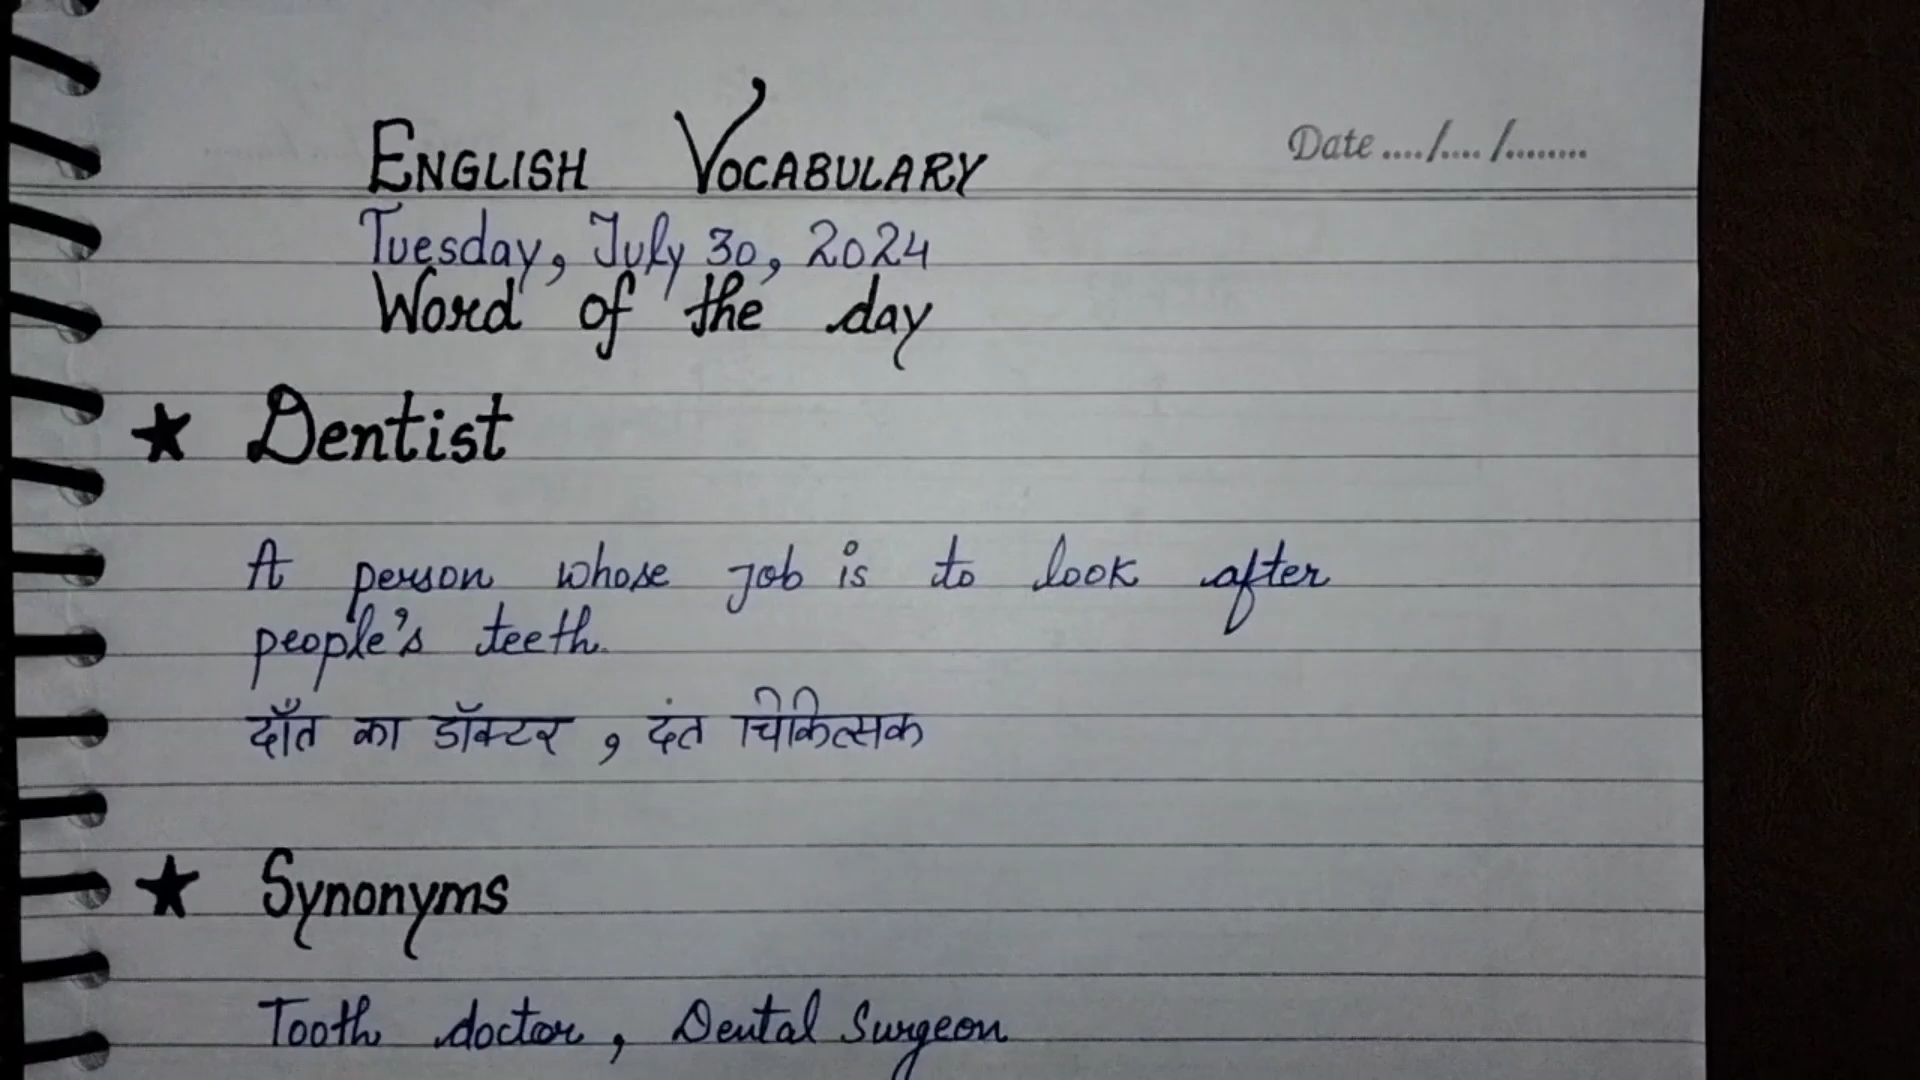 ENGLISH VOCABULARY
Date ..../..../........
Tuesday, July 30, 2024
Word of the day
★ Dentist
A person whose job is to look after
people's teeth.
दाँत का डॉक्टर, दंत चिकित्सक
★ Synonyms
Tooth doctor, Dental Surgeon